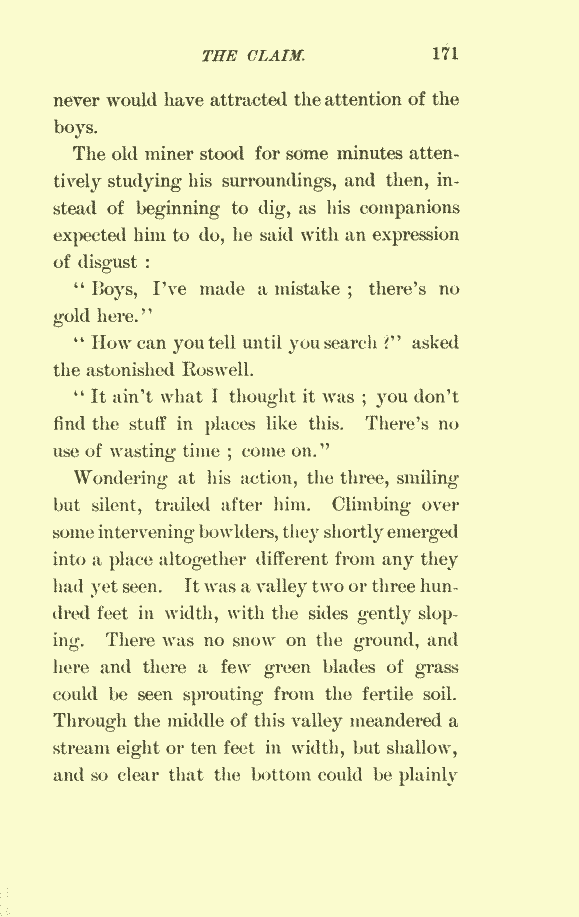 THE CLAIM. 171
never would have attracted the attention of the
boys.
The old miner stood for some minutes atten-
tively studying his surroundings, and then, in-
stead of beginning to dig, as his companions
expected him to do, he said with an expression
of disgust :
“ Boys, I’ve made a mistake ; there’s no
gold here.”
“ How can you tell until you search ?” asked
the astonished Roswell.
“ It ain’t what I thought it was ; you don’t
find the stuff in places like this. There’s no
use of wasting time ; come on.”
Wondering at his action, the three, smiling
but silent, trailed after him. Climbing over
some intervening bowlders, they shortly emerged
into a place altogether different from any they
had yet seen. It was a valley two or three hun-
dred feet in width, with the sides gently slop-
ing. There was no snow on the ground, and
here and there a few green blades of grass
could be seen sprouting from the fertile soil.
Through the middle of this valley meandered a
stream eight or ten feet in width, but shallow,
and so clear that the bottom could be plainly